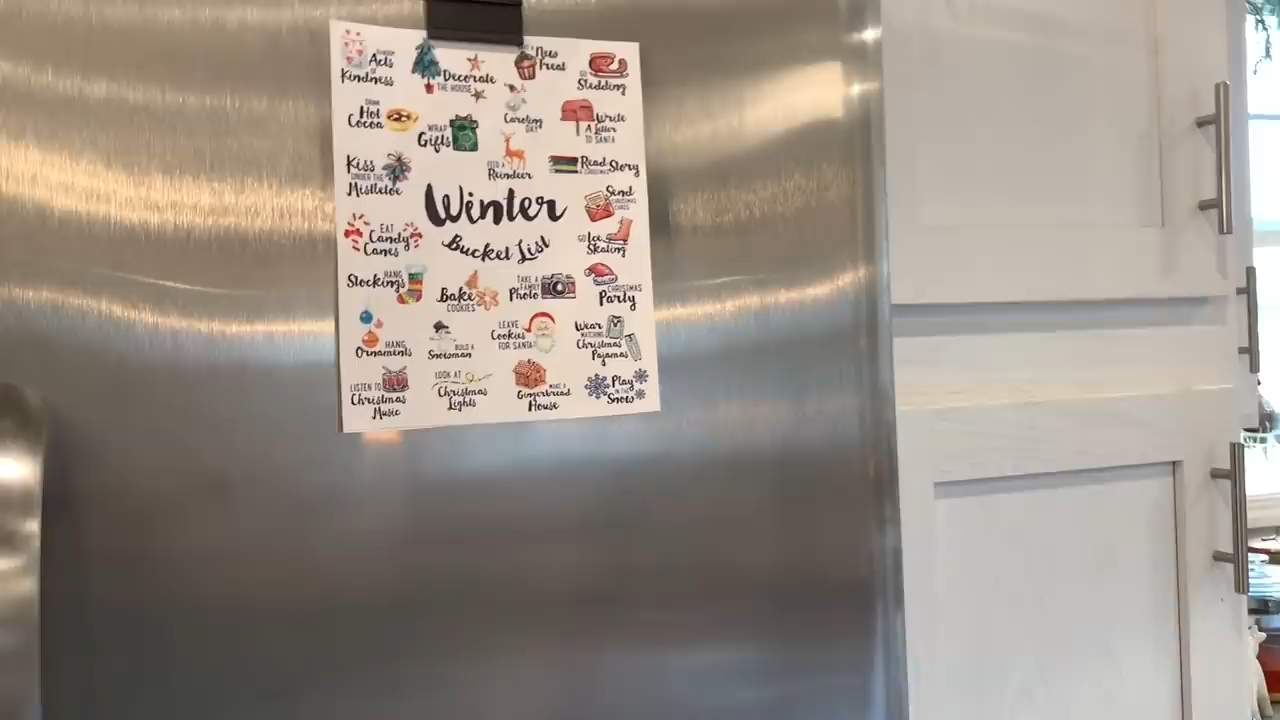 Acts
OF
Kindness
Decorate
THE HOUSE
New
Treat
GO
Sledding
DRINK
Hot
Cocoa
WRAP
Gifts
Caroling
DAY
Write
A Letter
TO SANTA
Kiss
UNDER THE
Mistletoe
FEED A
Reindeer
Read
A CHRISTMAS
Story
Winter
Bucket List
Send
CHRISTMAS
CARDS
EAT
Candy
Canes
GO Ice
Skating
HANG
Stockings
Bake
COOKIES
TAKE A
FAMILY
Photo
CHRISTMAS
Party
HANG
Ornaments
BUILD A
Snowman
LEAVE
Cookies
FOR SANTA
Wear
MATCHING
Christmas
Pajamas
LISTEN TO
Christmas
Music
LOOK AT
Christmas
Lights
MAKE A
Gingerbread
House
Play
IN THE
Snow